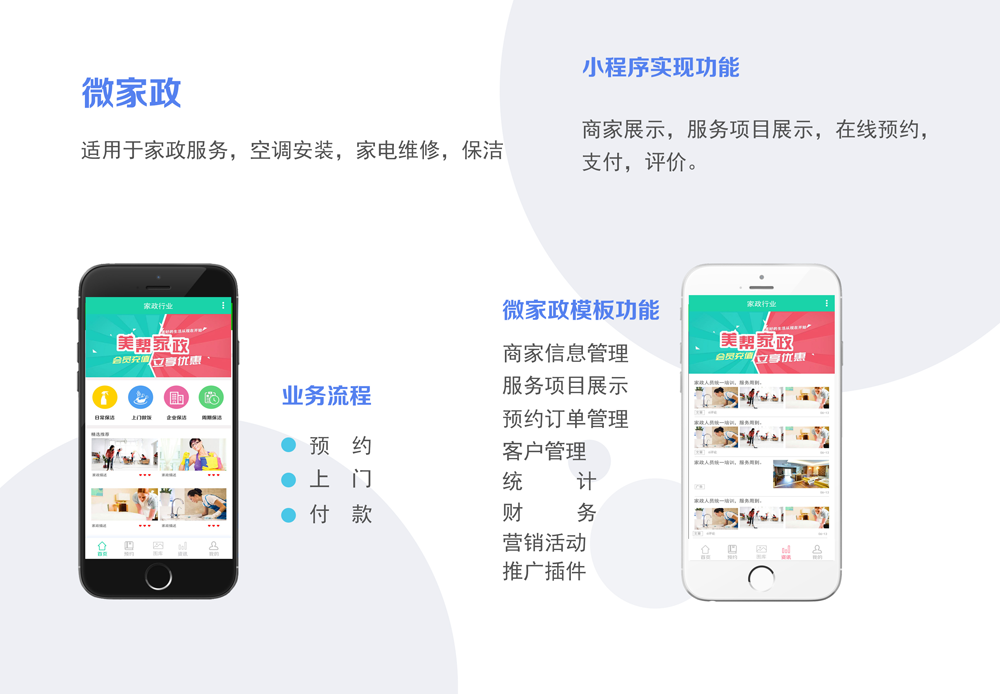 微家政
适用于家政服务，空调安装，家电维修，保洁
小程序实现功能
商家展示，服务项目展示，在线预约，
支付，评价。
家政行业
美帮家政
会员充值 立享优惠
日常保洁 上门做饭 企业保洁 周期保洁
精选推荐
首页
业务流程
预 约
上 门
付 款
微家政模板功能
商家信息管理
服务项目展示
预约订单管理
客户管理
统 计
财 务
营销活动
推广插件
家政行业
美帮家政
会员充值 立享优惠
家政人员统一培训，服务周到。
家政人员统一培训，服务周到。
家政人员统一培训，服务周到。
家政人员统一培训，服务周到。